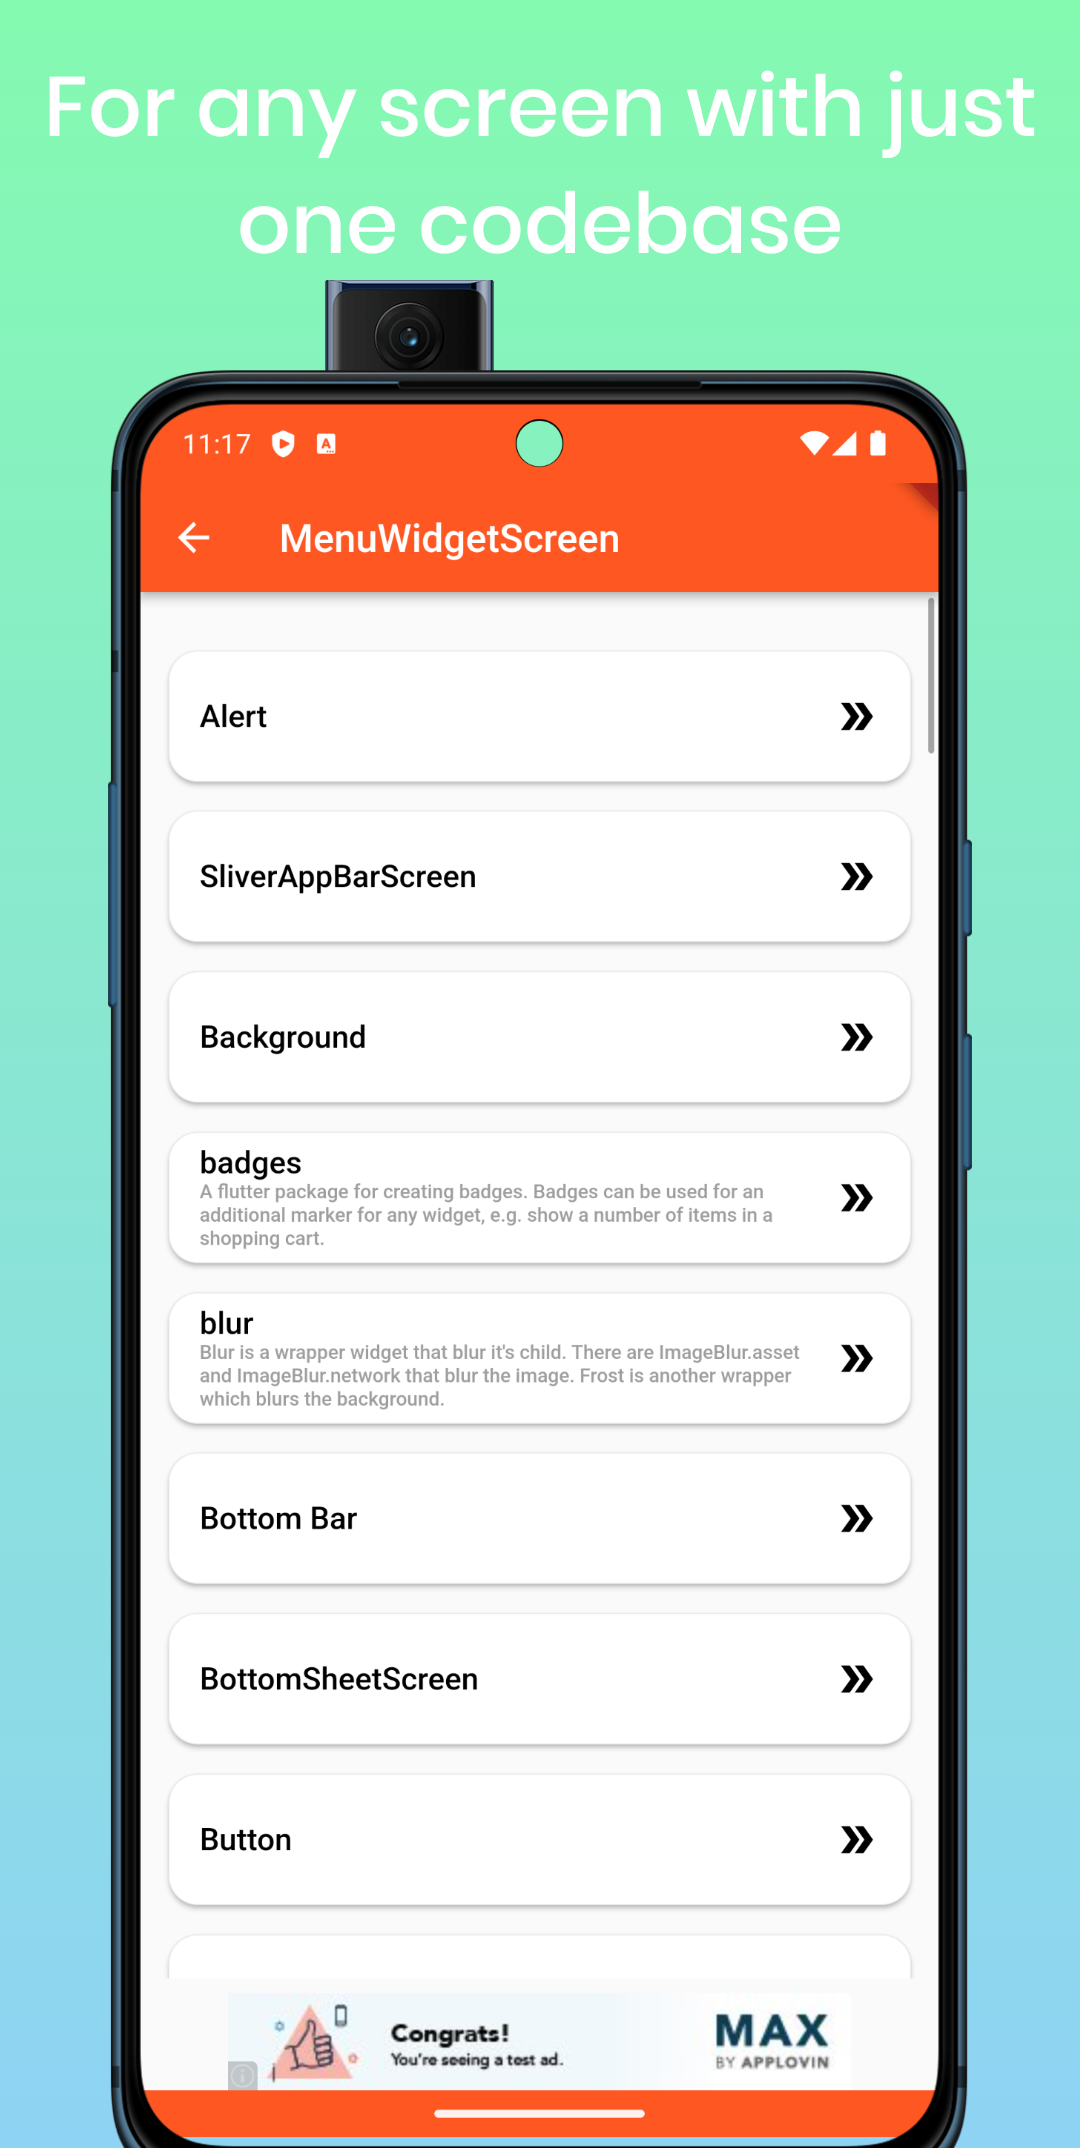 For any screen with just
one codebase
11:17
A
MenuWidgetScreen
Alert
SliverAppBarScreen
Background
badges
A flutter package for creating badges. Badges can be used for an
additional marker for any widget, e.g. show a number of items in a
shopping cart.
blur
Blur is a wrapper widget that blur it's child. There are ImageBlur.asset
and ImageBlur.network that blur the image. Frost is another wrapper
which blurs the background.
Bottom Bar
BottomSheetScreen
Button
Congrats!
You're seeing a test ad.
MAX
BY APPLOVIN